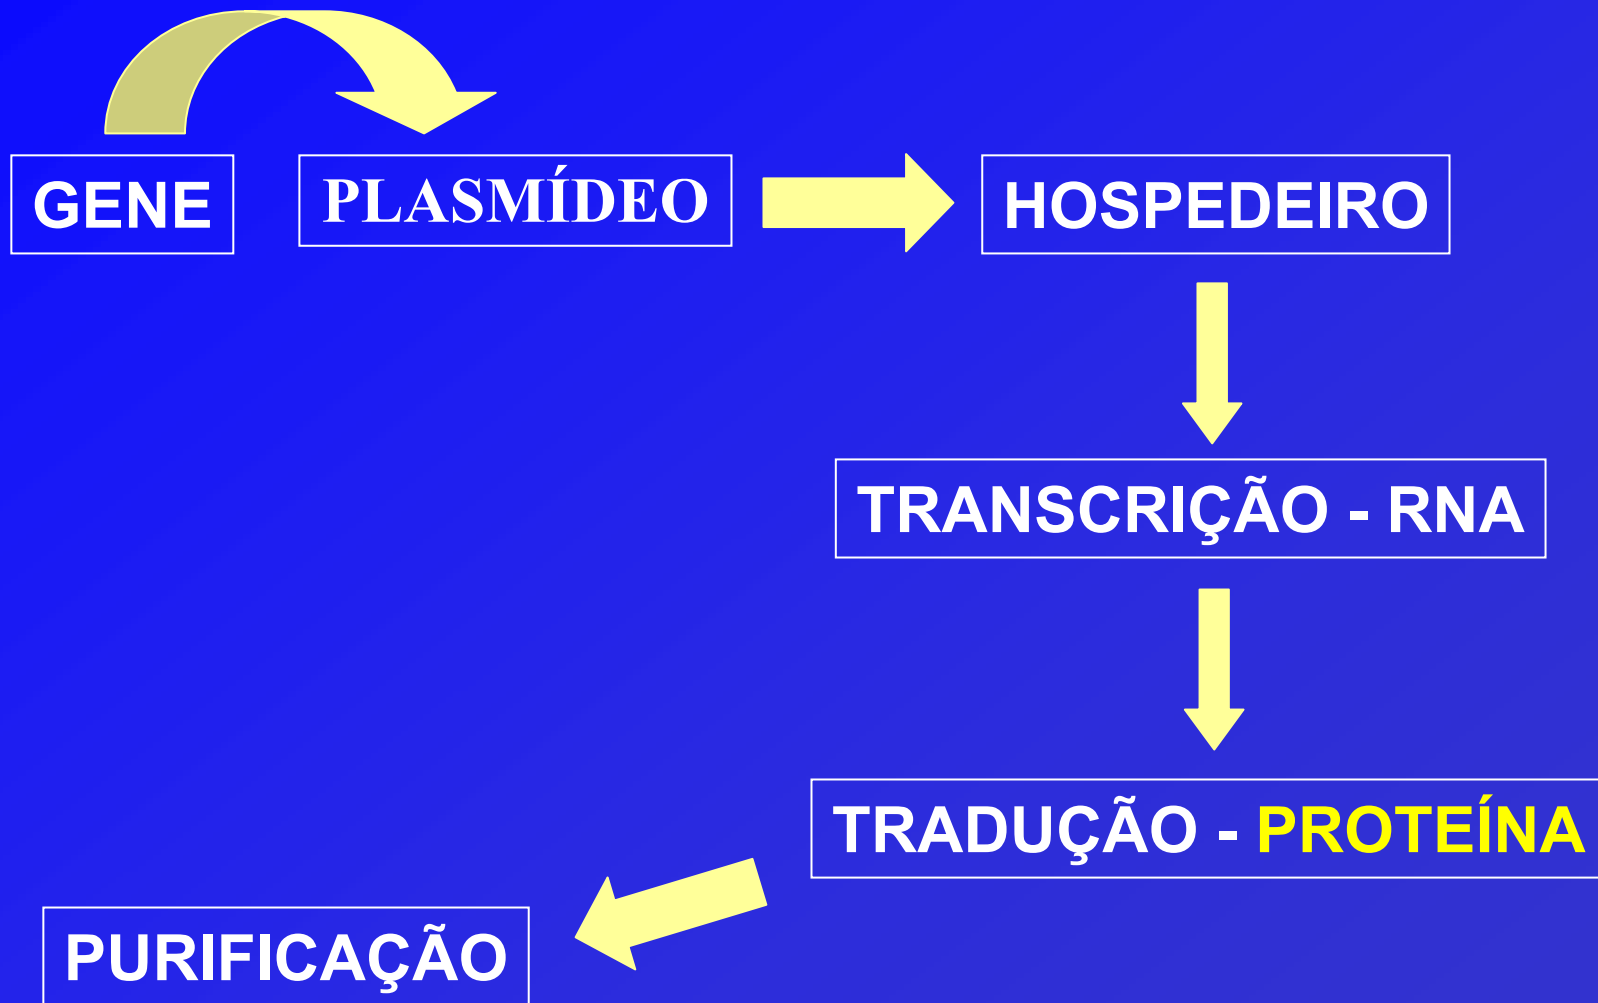 GENE
PLASMÍDEO
HOSPEDEIRO
TRANSCRIÇÃO - RNA
TRADUÇÃO - PROTEÍNA
PURIFICAÇÃO